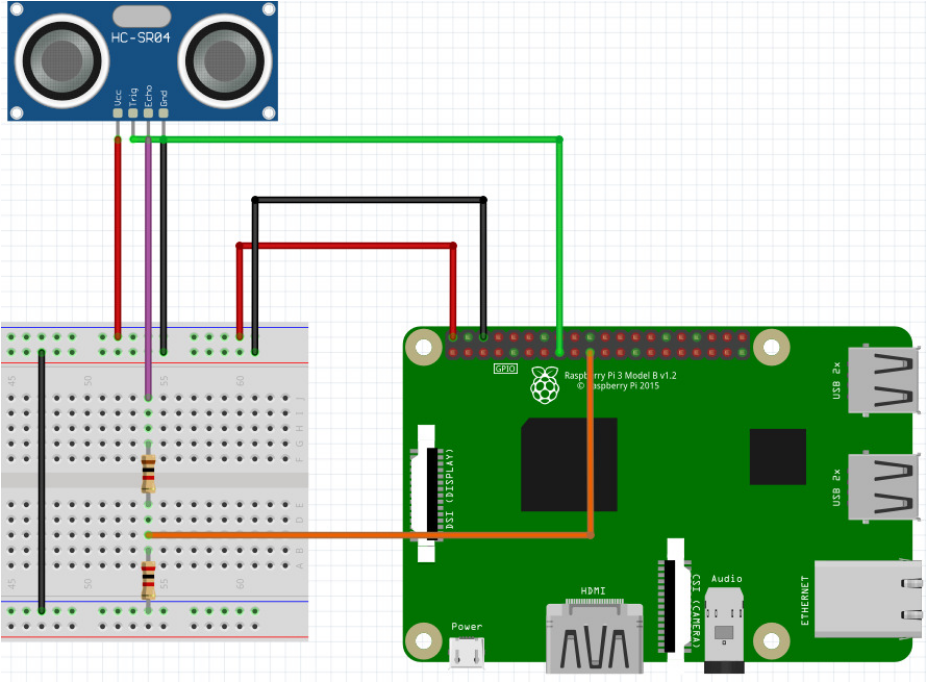 HC-SR04
Vcc
Trig
Echo
Gnd
45
50
55
60
J
I
H
G
F
E
D
C
B
A
45
50
55
60
GPIO
Raspberry Pi 3 Model B v1.2
© Raspberry Pi 2015
USB 2x
USB 2x
DSI (DISPLAY)
CSI (CAMERA)
Audio
ETHERNET
HDMI
Power